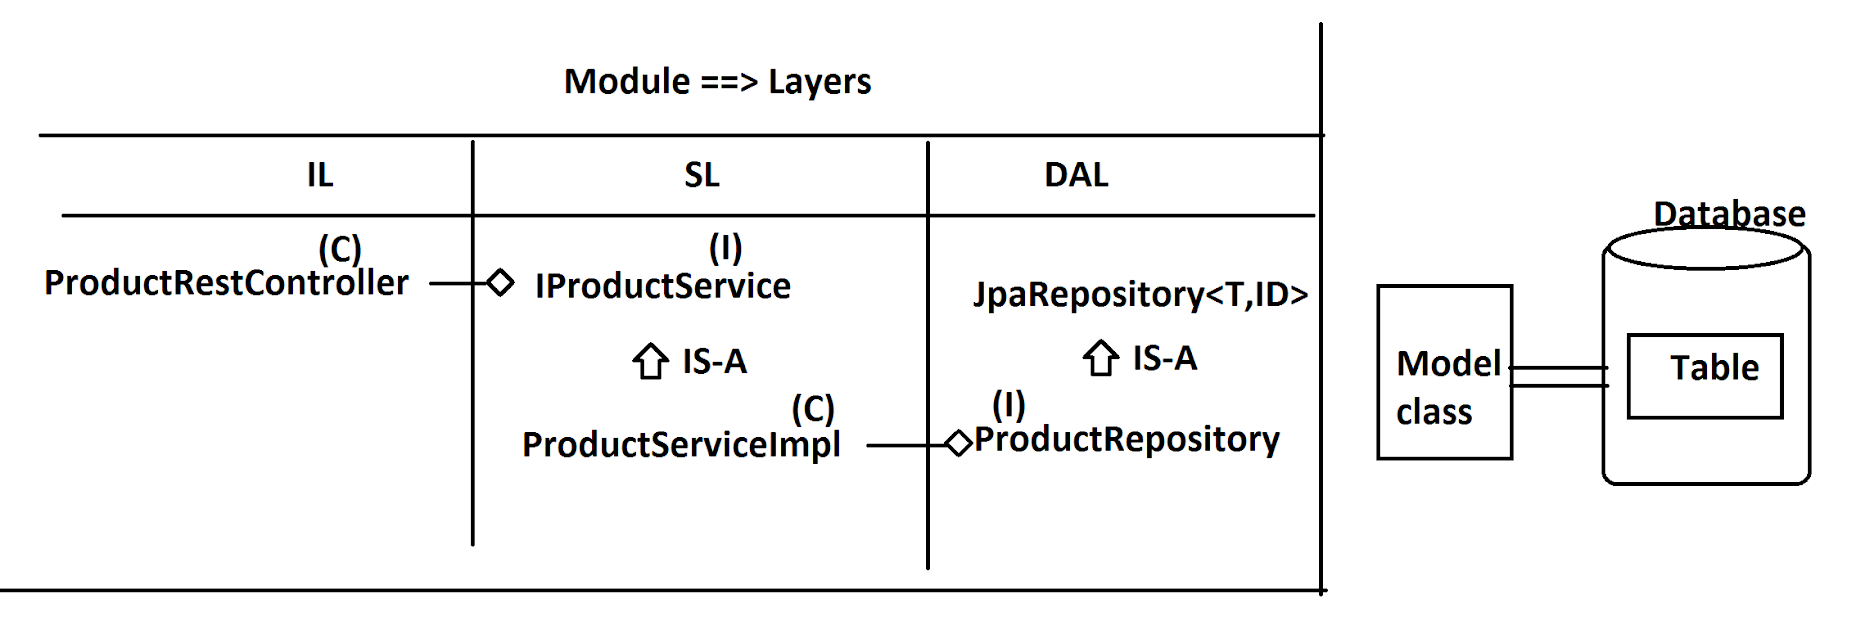 Module ==> Layers
IL
SL
DAL
(C)
ProductRestController
(I)
IProductService
IS-A
(C)
ProductServiceImpl
JpaRepository<T,ID>
IS-A
(I)
ProductRepository
Model
class
Database
Table